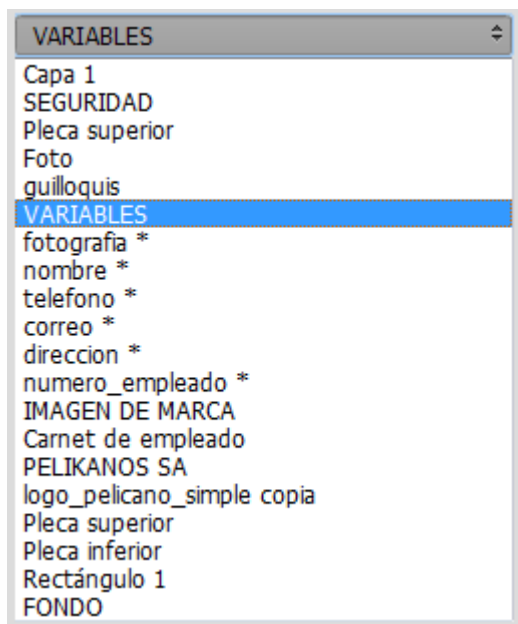 VARIABLES
Capa 1
SEGURIDAD
Pleca superior
Foto
guilloquis
VARIABLES
fotografia *
nombre *
telefono *
correo *
direccion *
numero_empleado *
IMAGEN DE MARCA
Carnet de empleado
PELIKANOS SA
logo_pelicano_simple copia
Pleca superior
Pleca inferior
Rectángulo 1
FONDO